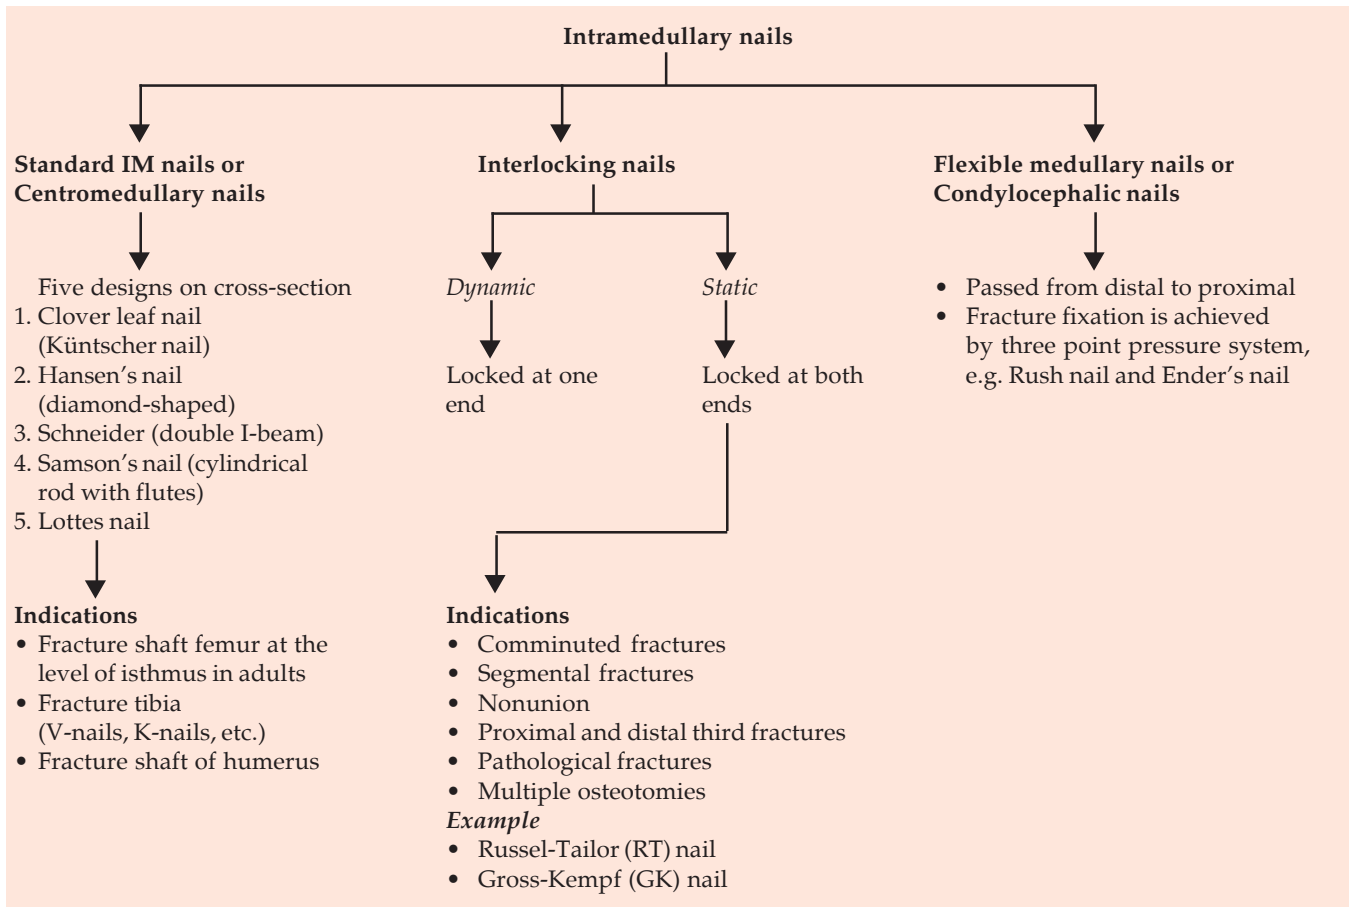 Intramedullary nails
Standard IM nails or
Centromedullary nails
Five designs on cross-section
1. Clover leaf nail
(Küntscher nail)
2. Hansen's nail
(diamond-shaped)
3. Schneider (double I-beam)
4. Samson's nail (cylindrical
rod with flutes)
5. Lottes nail
Indications
• Fracture shaft femur at the
level of isthmus in adults
• Fracture tibia
(V-nails, K-nails, etc.)
• Fracture shaft of humerus
Interlocking nails
Dynamic
Locked at one
end
Static
Locked at both
ends
Indications
• Comminuted fractures
• Segmental fractures
• Nonunion
• Proximal and distal third fractures
• Pathological fractures
• Multiple osteotomies
Example
• Russel-Tailor (RT) nail
• Gross-Kempf (GK) nail
Flexible medullary nails or
Condylocephalic nails
• Passed from distal to proximal
• Fracture fixation is achieved
by three point pressure system,
e.g. Rush nail and Ender's nail